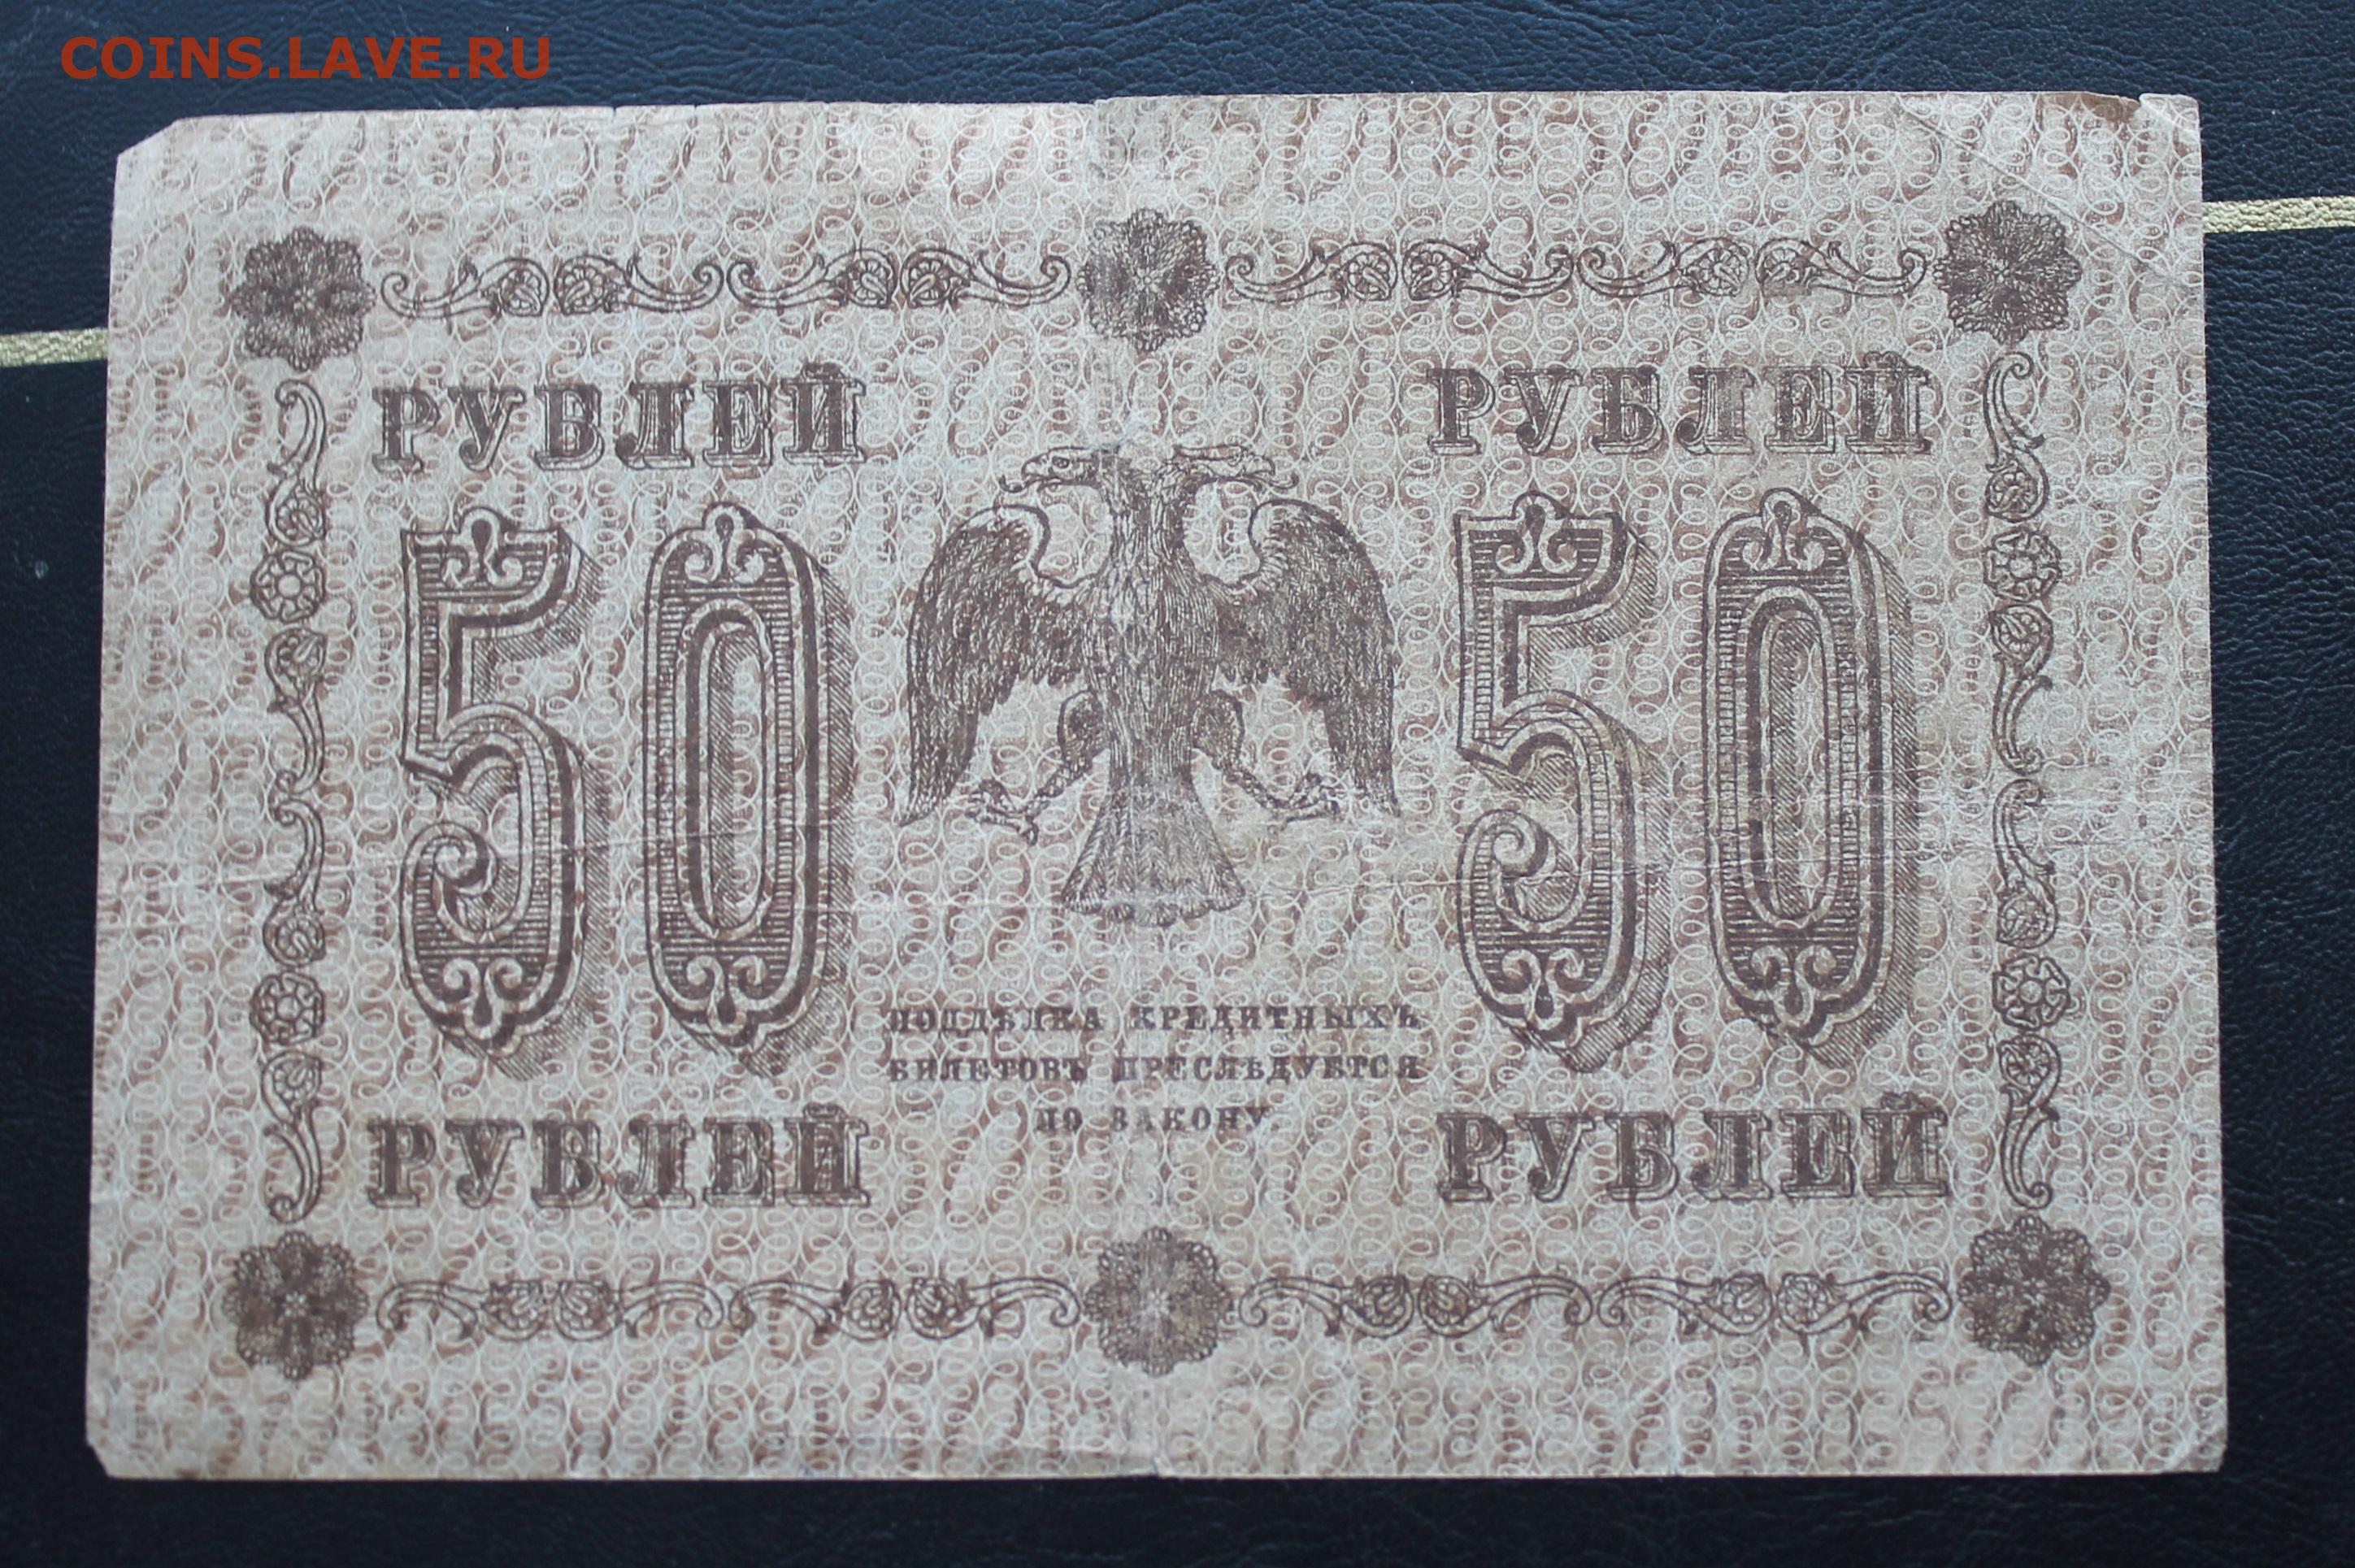 COINS.LAVE.RU
РУБЛЕЙ
РУБЛЕЙ
50
50
ПОДДѢЛКА КРЕДИТНЫХЪ
БИЛЕТОВЪ ПРЕСЛѢДУЕТСЯ
ПО ЗАКОНУ.
РУБЛЕЙ
РУБЛЕЙ